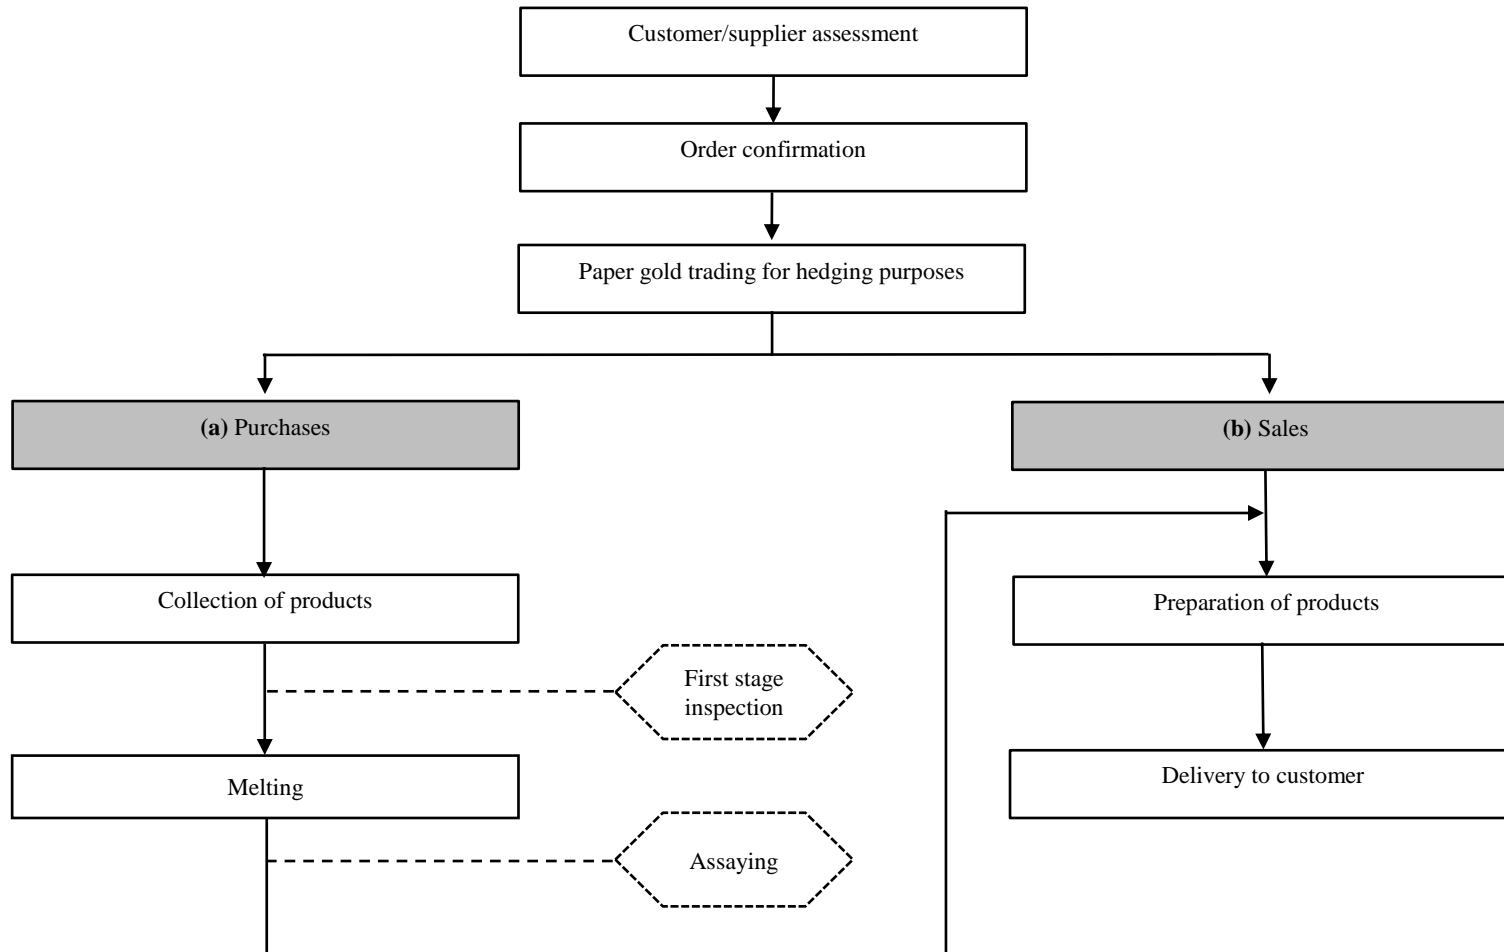 Customer/supplier assessment
Order confirmation
Paper gold trading for hedging purposes
(a) Purchases
(b) Sales
Collection of products
Preparation of products
First stage
inspection
Melting
Delivery to customer
Assaying